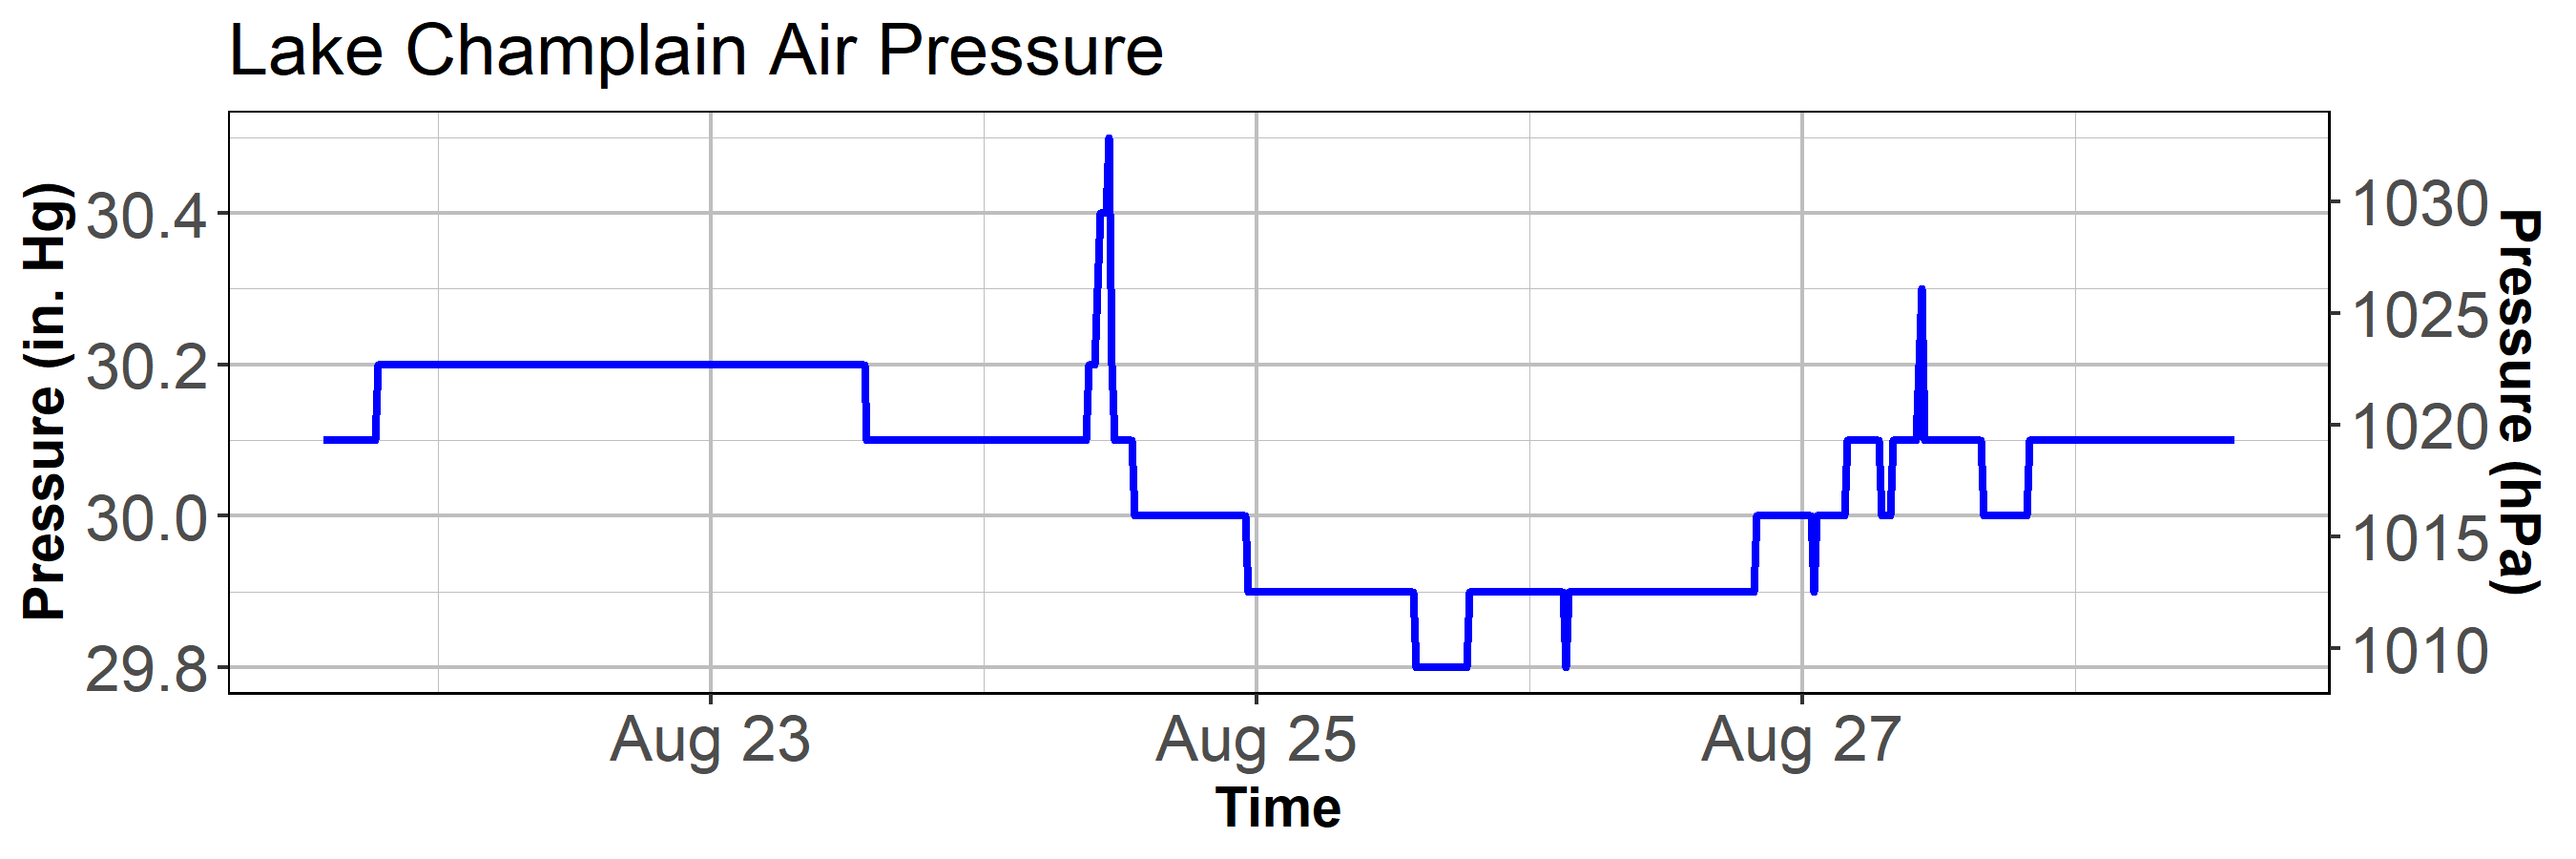 Lake Champlain Air Pressure
Pressure (in. Hg)
30.4
30.2
30.0
29.8
1030
1025
1020
1015
1010
Pressure (hPa)
Aug 23
Aug 25
Aug 27
Time